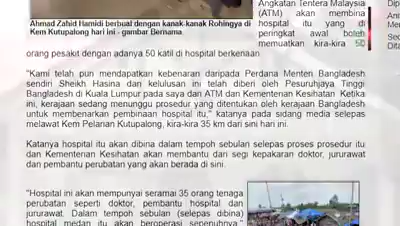 Ahmad Zahid Hamidi berbual dengan kanak-kanak Rohingya di
Kem Kutupalong hari ini - gambar Bernama
Angkatan Tentera Malaysia
(ATM) akan membina
hospital itu yang di
peringkat awal boleh
memuatkan kira-kira 50
orang pesakit dengan adanya 50 katil di hospital berkenaan
"Kami telah pun mendapatkan kebenaran daripada Perdana Menteri Bangladesh
sendiri Sheikh Hasina dan kelulusan ini telah diberi oleh Pesuruhjaya Tinggi
Bangladesh di Kuala Lumpur pada saya dan ATM dan Kementerian Kesihatan Ketika
ini, kerajaan sedang menunggu prosedur yang ditentukan oleh kerajaan Bangladesh
untuk membenarkan pembinaan hospital itu," katanya pada sidang media selepas
melawat Kem Pelarian Kutupalong, kira-kira 35 km dari sini hari ini.
Katanya hospital itu akan dibina dalam tempoh sebulan selepas proses prosedur itu
dan Kementerian Kesihatan akan membantu dari segi kepakaran doktor, jururawat
dan pembantu perubatan yang akan berada di sini.
"Hospital ini akan mempunyai seramai 35 orang tenaga
perubatan seperti doktor, pembantu hospital dan
jururawat. Dalam tempoh sebulan (selepas dibina)
hospital medan itu akan beroperasi sepenuhnya."